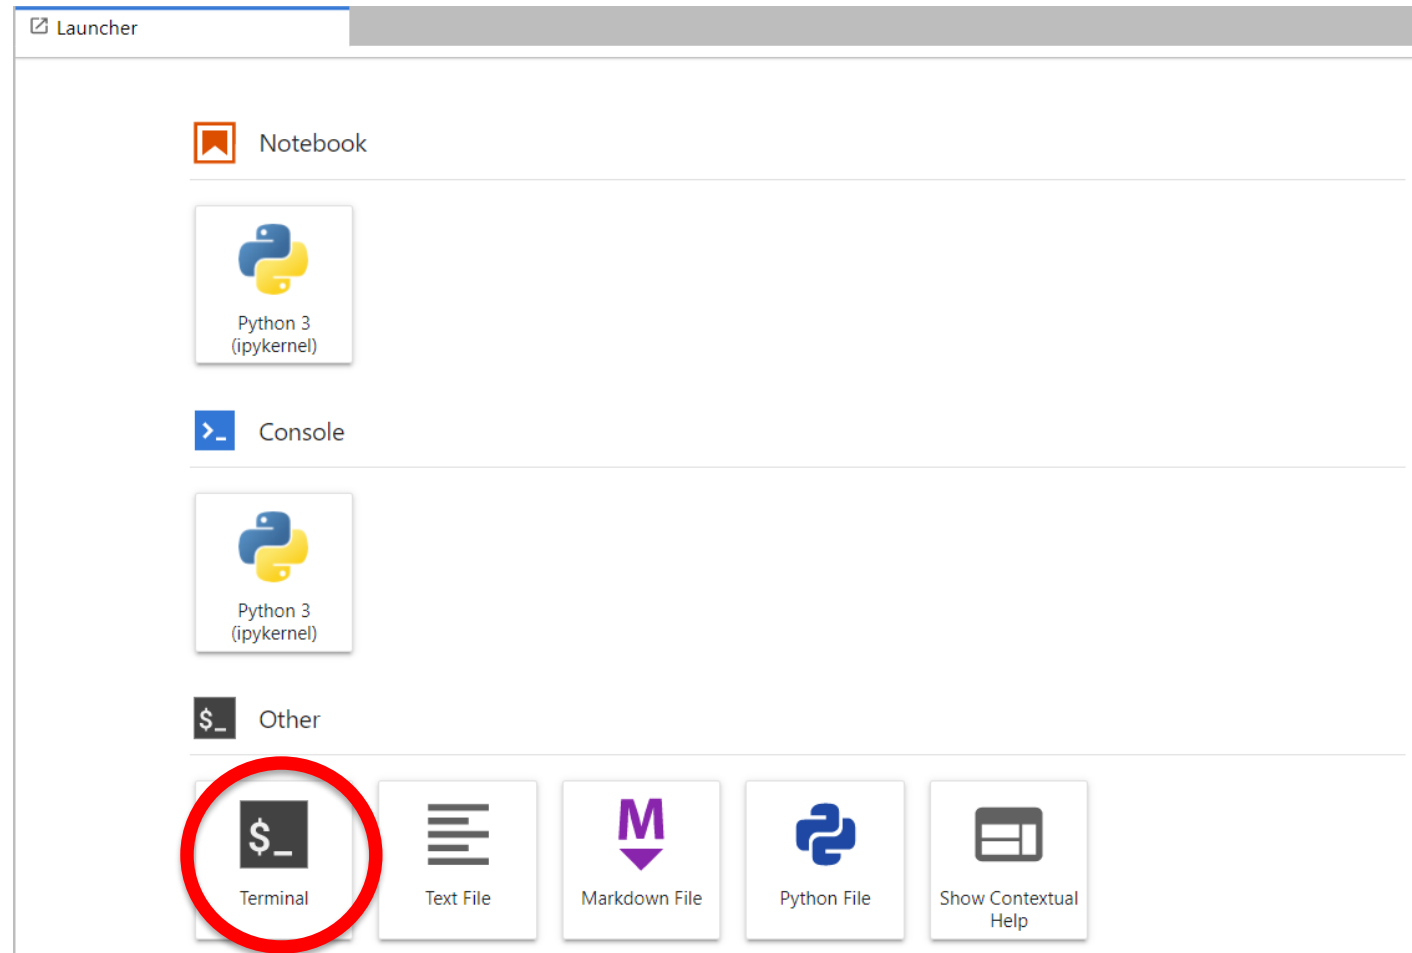 Launcher
Notebook
Python 3
(ipykernel)
Console
Python 3
(ipykernel)
$_ Other
$_
Terminal
Text File
M
Markdown File
Python File
Show Contextual
Help